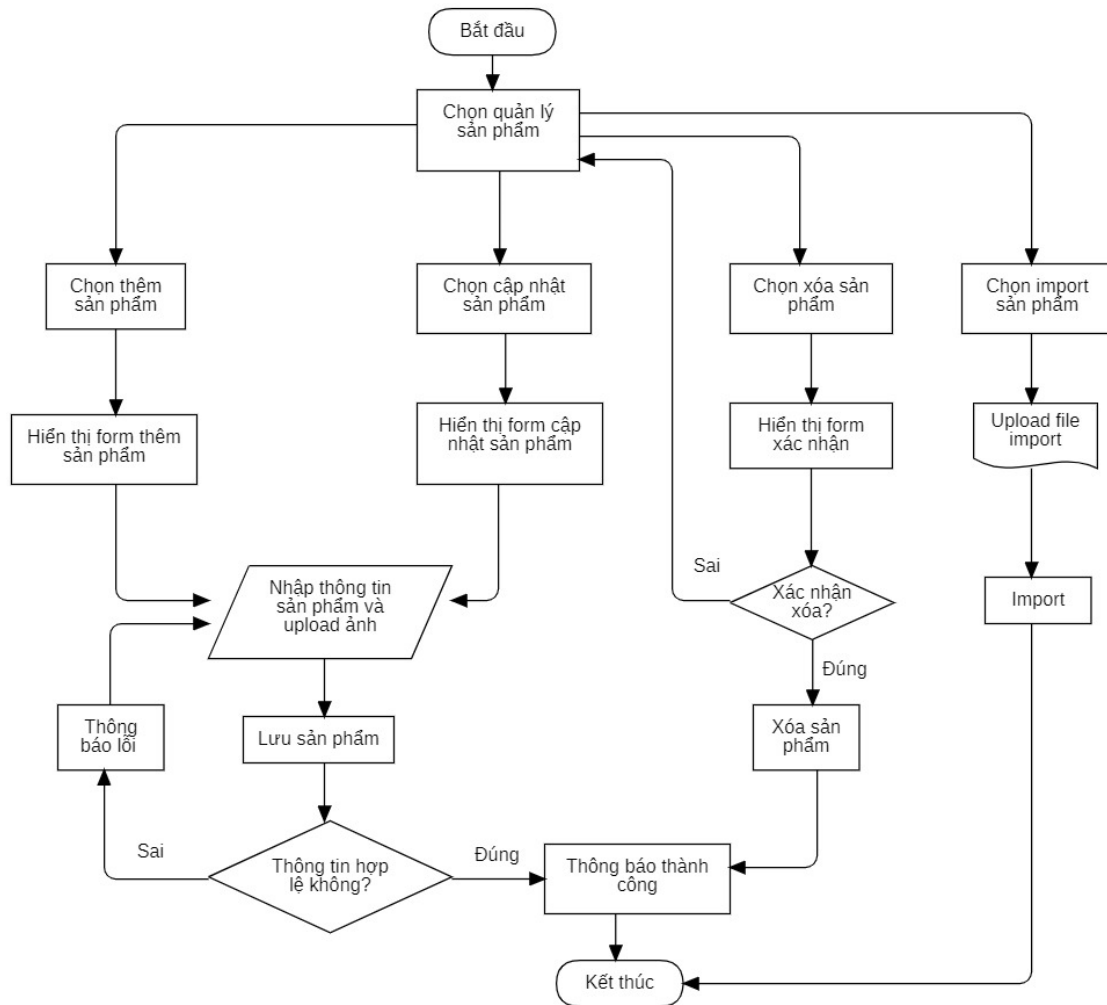 Bắt đầu
Chọn quản lý
sản phẩm
Chọn thêm
sản phẩm
Chọn cập nhật
sản phẩm
Chọn xóa sản
phẩm
Chọn import
sản phẩm
Hiển thị form thêm
sản phẩm
Hiển thị form cập
nhật sản phẩm
Hiển thị form
xác nhận
Upload file
import
Sai
Nhập thông tin
sản phẩm và
upload ảnh
Xác nhận
xóa?
Import
Đúng
Thông
báo lỗi
Lưu sản phẩm
Xóa sản
phẩm
Sai
Thông tin hợp
lệ không?
Đúng
Thông báo thành
công
Kết thúc